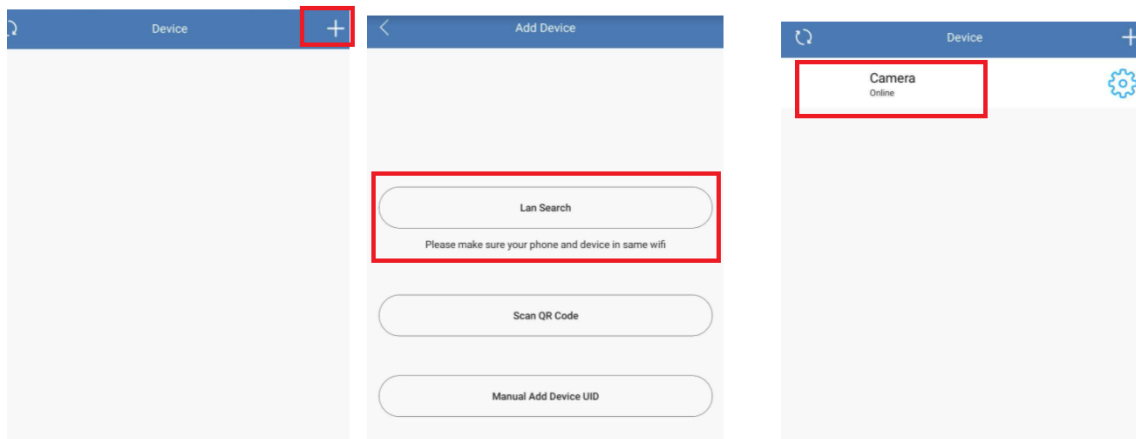 Device
Add Device
Lan Search
Please make sure your phone and device in same wifi
Scan QR Code
Manual Add Device UID
Device
Camera
Online